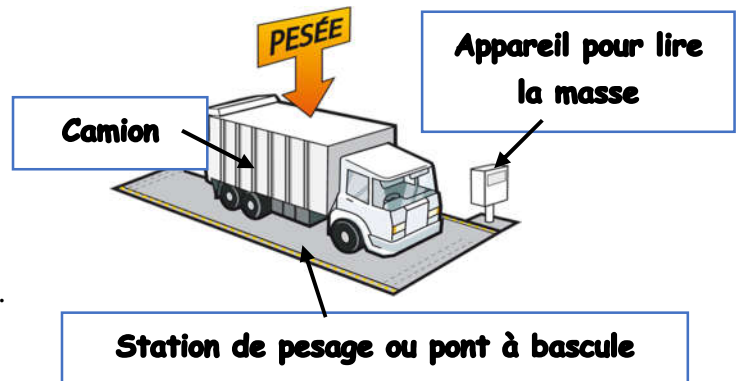 PESÉE
Appareil pour lire
la masse
Camion
.
Station de pesage ou pont à bascule